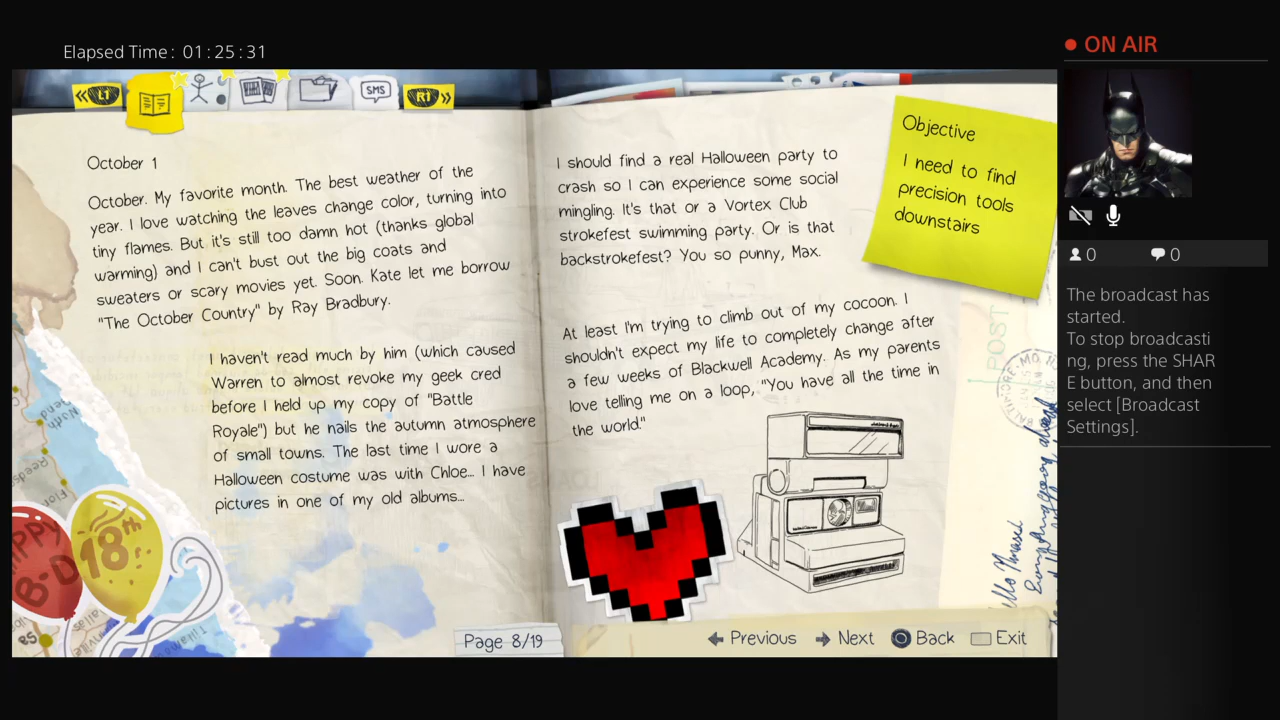 Elapsed Time: 01:25:31
ON AIR
LT
SMS
R1
October 1
October. My favorite month. The best weather of the
year. I love watching the leaves change color, turning into
tiny flames. But it's still too damn hot (thanks global
warming) and I can't bust out the big coats and
sweaters or scary movies yet. Soon. Kate let me borrow
"The October Country" by Ray Bradbury.
I haven't read much by him (which caused
Warren to almost revoke my geek cred
before I held up my copy of "Battle
Royale") but he nails the autumn atmosphere
of small towns. The last time I wore a
Halloween costume was with Chloe... I have
pictures in one of my old albums...
I should find a real Halloween party to
crash so I can experience some social
mingling. It's that or a Vortex Club
strokefest swimming party. Or is that
backstrokefest? You so punny, Max.
At least I'm trying to climb out of my cocoon. I
shouldn't expect my life to completely change after
a few weeks of Blackwell Academy. As my parents
love telling me on a loop, "You have all the time in
the world."
Objective
I need to find
precision tools
downstairs
POST
HAPPY
B-D
18th
Page 8/19
Previous
Next
Back
Exit
0
0
The broadcast has
started.
To stop broadcasti
ng, press the SHAR
E button, and then
select [Broadcast
Settings].